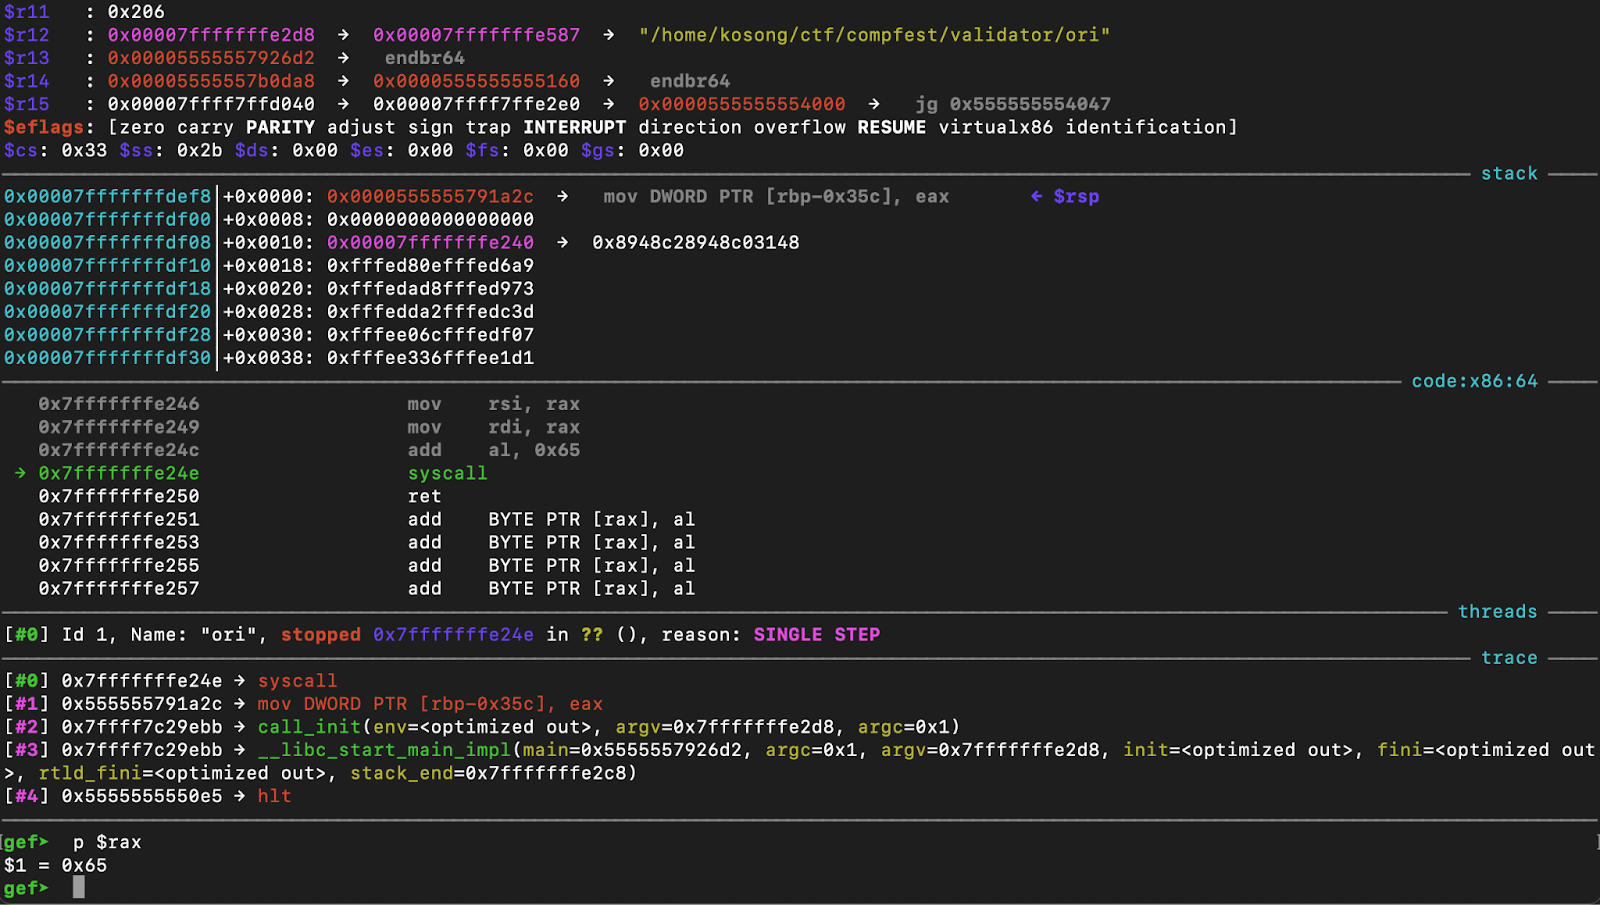 $r11   : 0x206
$r12   : 0x00007fffffffe2d8  →  0x00007fffffffe587  →  "/home/kosong/ctf/compfest/validator/ori"
$r13   : 0x00005555557926d2  →   endbr64
$r14   : 0x00005555557b0da8  →  0x0000555555555160  →   endbr64
$r15   : 0x00007ffff7ffd040  →  0x00007ffff7ffe2e0  →  0x0000555555554000  →   jg 0x555555554047
$eflags: [zero carry PARITY adjust sign trap INTERRUPT direction overflow RESUME virtualx86 identification]
$cs: 0x33 $ss: 0x2b $ds: 0x00 $es: 0x00 $fs: 0x00 $gs: 0x00
stack
0x00007fffffffdef8│+0x0000: 0x0000555555791a2c  →   mov DWORD PTR [rbp-0x35c], eax       ← $rsp
0x00007fffffffdf00│+0x0008: 0x0000000000000000
0x00007fffffffdf08│+0x0010: 0x00007fffffffe240  →  0x8948c28948c03148
0x00007fffffffdf10│+0x0018: 0xfffed80efffed6a9
0x00007fffffffdf18│+0x0020: 0xfffedad8fffed973
0x00007fffffffdf20│+0x0028: 0xfffedda2fffedc3d
0x00007fffffffdf28│+0x0030: 0xfffee06cfffedf07
0x00007fffffffdf30│+0x0038: 0xfffee336fffee1d1
code:x86:64
0x7fffffffe246                  mov    rsi, rax
0x7fffffffe249                  mov    rdi, rax
0x7fffffffe24c                  add    al, 0x65
→ 0x7fffffffe24e                  syscall
0x7fffffffe250                  ret
0x7fffffffe251                  add    BYTE PTR [rax], al
0x7fffffffe253                  add    BYTE PTR [rax], al
0x7fffffffe255                  add    BYTE PTR [rax], al
0x7fffffffe257                  add    BYTE PTR [rax], al
threads
[#0] Id 1, Name: "ori", stopped 0x7fffffffe24e in ?? (), reason: SINGLE STEP
trace
[#0] 0x7fffffffe24e → syscall
[#1] 0x555555791a2c → mov DWORD PTR [rbp-0x35c], eax
[#2] 0x7ffff7c29ebb → call_init(env=<optimized out>, argv=0x7fffffffe2d8, argc=0x1)
[#3] 0x7ffff7c29ebb → __libc_start_main_impl(main=0x5555557926d2, argc=0x1, argv=0x7fffffffe2d8, init=<optimized out>, fini=<optimized out
>, rtld_fini=<optimized out>, stack_end=0x7fffffffe2c8)
[#4] 0x5555555550e5 → hlt
gef➤  p $rax
$1 = 0x65
gef➤